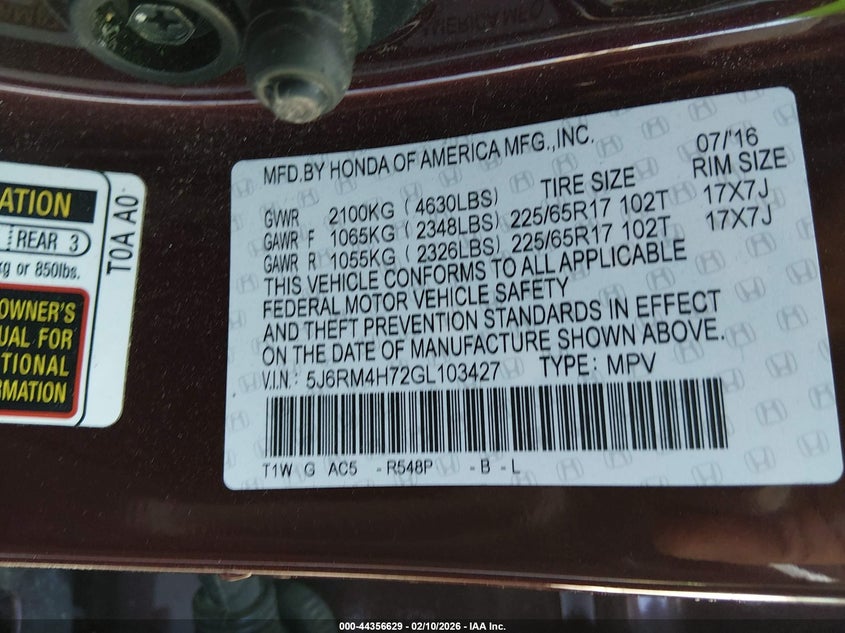 AMERICA MFG
MFD.BY HONDA OF AMERICA MFG.,INC. 07/'16
TIRE SIZE RIM SIZE
GVWR 2100KG ( 4630LBS)
GAWR F 1065KG ( 2348LBS) 225/65R17 102T 17X7J
GAWR R 1055KG ( 2326LBS) 225/65R17 102T 17X7J
THIS VEHICLE CONFORMS TO ALL APPLICABLE
FEDERAL MOTOR VEHICLE SAFETY
AND THEFT PREVENTION STANDARDS IN EFFECT
ON THE DATE OF MANUFACTURE SHOWN ABOVE.
V.I.N.: 5J6RM4H72GL103427 TYPE: MPV
T1W G AC5 - R548P - B - L
ATION
REAR 3
kg or 850lbs.
OWNER'S
UAL FOR
TIONAL
RMATION
T0A A0
000-44356629 - 02/10/2026 - IAA Inc.